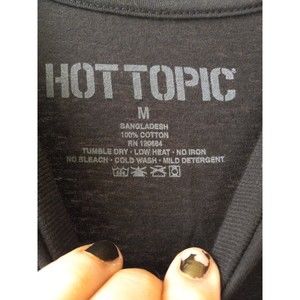 HOT TOPIC
M
BANGLADESH
100% COTTON
RN 120684
TUMBLE DRY • LOW HEAT • NO IRON
NO BLEACH • COLD WASH • MILD DETERGENT